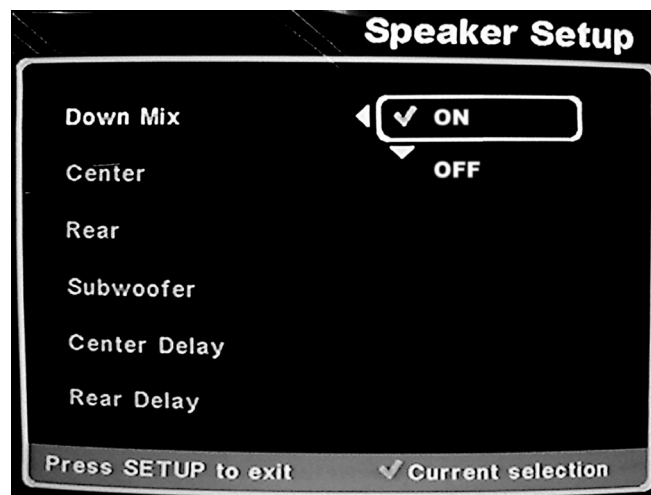 Speaker Setup
Down Mix ✓ ON
Center OFF
Rear
Subwoofer
Center Delay
Rear Delay
Press SETUP to exit ✓ Current selection